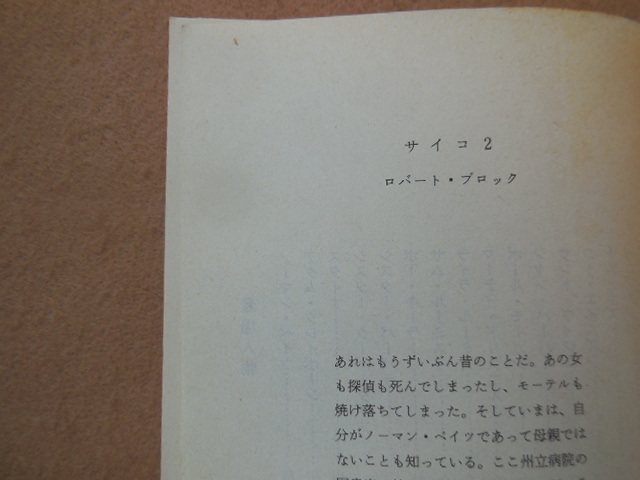 サイコ2
ロバート・ブロック
あれはもうずいぶん昔のことだ。あの女
も探偵も死んでしまったし、モーテルも
焼け落ちてしまった。そしていまは、自
分がノーマン・ベイツであって母親では
ないことも知っている。ここ州立病院の